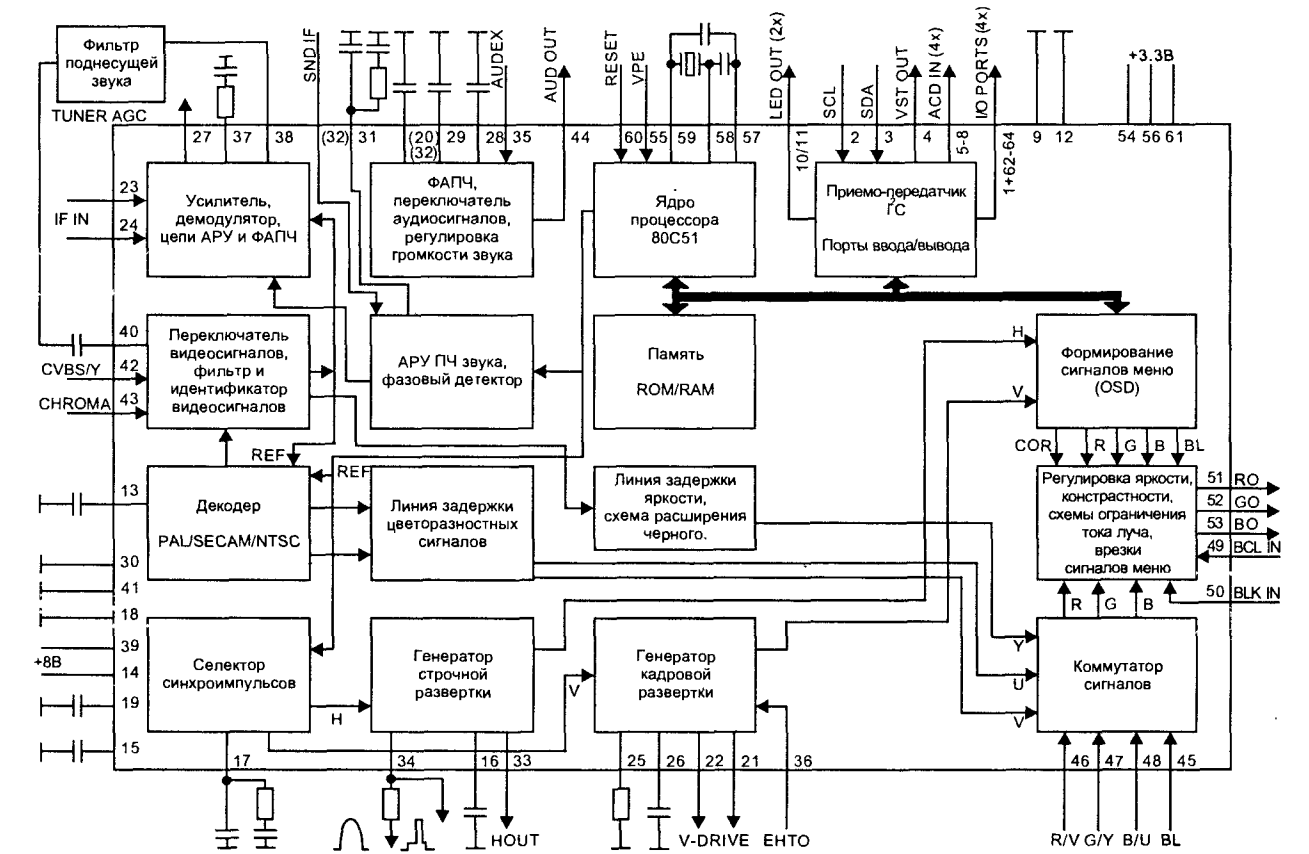 Фильтр
поднесущей
звука
TUNER AGC
SND IF
AUDEX
AUD OUT
RESET
VPE
LED OUT (2x)
SCL
SDA
VST OUT
ACD IN (4x)
I/O PORTS (4x)
+3.3В
27 37 38 (32) 31 (20) 29 28 35 44 60 55 59 58 57 10/11 2 3 4 5-8 1+62-64 9 12 54 56 61
(32)
23
IF IN
24
Усилитель,
демодулятор,
цепи АРУ и ФАПЧ
ФАПЧ,
переключатель
аудиосигналов,
регулировка
громкости звука
Ядро
процессора
80C51
Приемо-передатчик
I²C
Порты ввода/вывода
40
CVBS/Y 42
CHROMA 43
Переключатель
видеосигналов,
фильтр и
идентификатор
видеосигналов
АРУ ПЧ звука,
фазовый детектор
Память
ROM/RAM
H
V
Формирование
сигналов меню
(OSD)
COR R G B BL
REF
REF
13
Декодер
PAL/SECAM/NTSC
Линия задержки
цветоразностных
сигналов
Линия задержки
яркости,
схема расширения
черного.
Регулировка яркости,
констрастности,
схемы ограничения
тока луча,
врезки
сигналов меню
51 RO
52 GO
53 BO
49 BCL IN
50 BLK IN
R G B
30
41
18
39
+8В
14
19
15
Селектор
синхроимпульсов
H
Генератор
строчной
развертки
V
Генератор
кадровой
развертки
Y
U
V
Коммутатор
сигналов
17 34 16 33 25 26 22 21 36 46 47 48 45
HOUT V-DRIVE EHTO R/V G/Y B/U BL